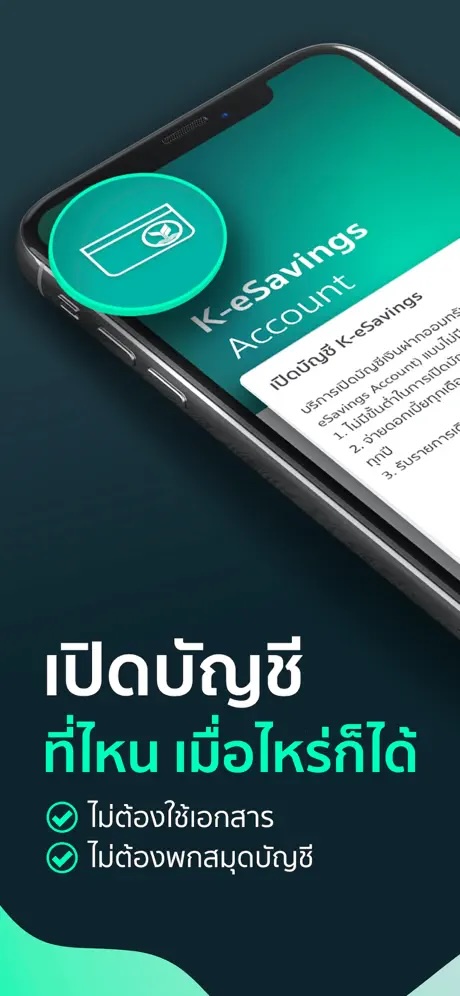 K-eSavings
Account
เปิดบัญชี K-eSavings
บริการเปิดบัญชีเงินฝากออมทรั
eSavings Account) แบบไม่มี
1. ไม่มีขั้นต่ำในการเปิดบัญ
2. จ่ายดอกเบี้ยทุกเดือ
ทุกปี
3. รับรายการเดิ
เปิดบัญชี
ที่ไหน เมื่อไหร่ก็ได้
ไม่ต้องใช้เอกสาร
ไม่ต้องพกสมุดบัญชี